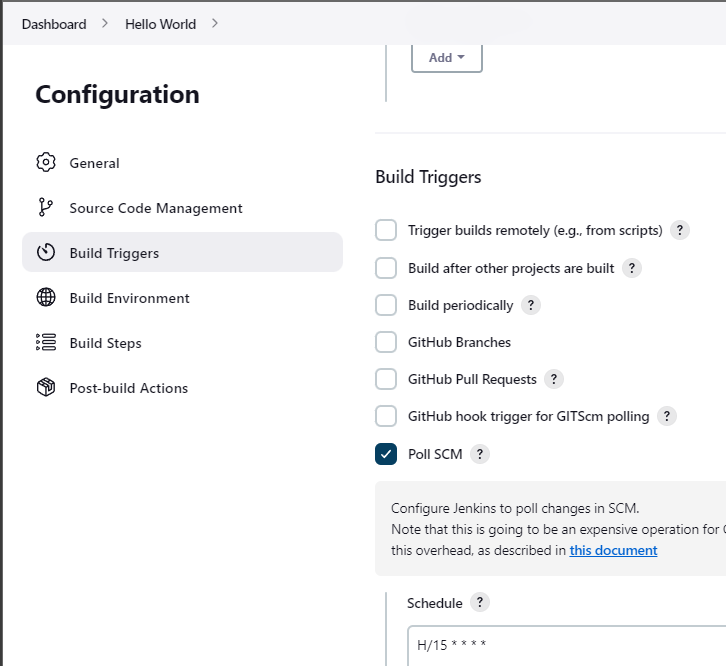 Dashboard > Hello World >
Add
Configuration
General
Source Code Management
Build Triggers
Build Environment
Build Steps
Post-build Actions
Build Triggers
Trigger builds remotely (e.g., from scripts) ?
Build after other projects are built ?
Build periodically ?
GitHub Branches
GitHub Pull Requests ?
GitHub hook trigger for GITScm polling ?
Poll SCM ?
Configure Jenkins to poll changes in SCM.
Note that this is going to be an expensive operation for
this overhead, as described in this document
Schedule ?
H/15 * * * *